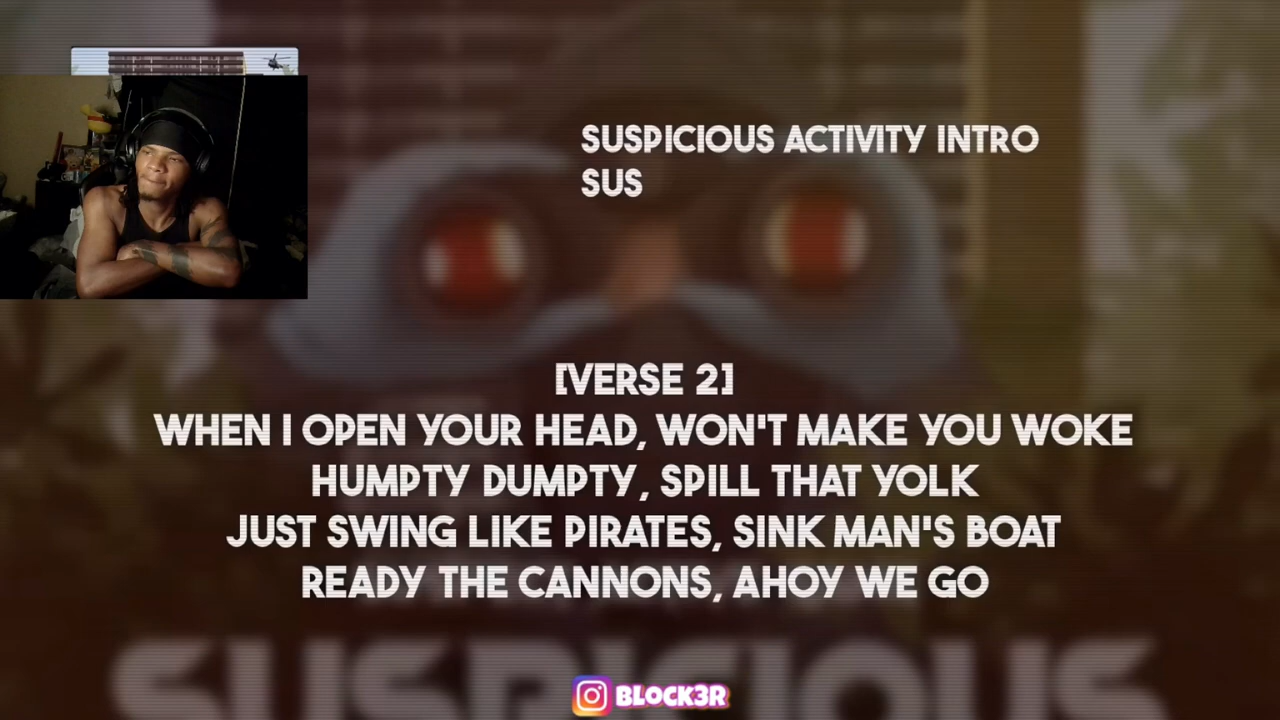 SUSPICIOUS ACTIVITY INTRO
SUS
[VERSE 2]
WHEN I OPEN YOUR HEAD, WON'T MAKE YOU WOKE
HUMPTY DUMPTY, SPILL THAT YOLK
JUST SWING LIKE PIRATES, SINK MAN'S BOAT
READY THE CANNONS, AHOY WE GO
SUSPICIOUS
BLOCK3R